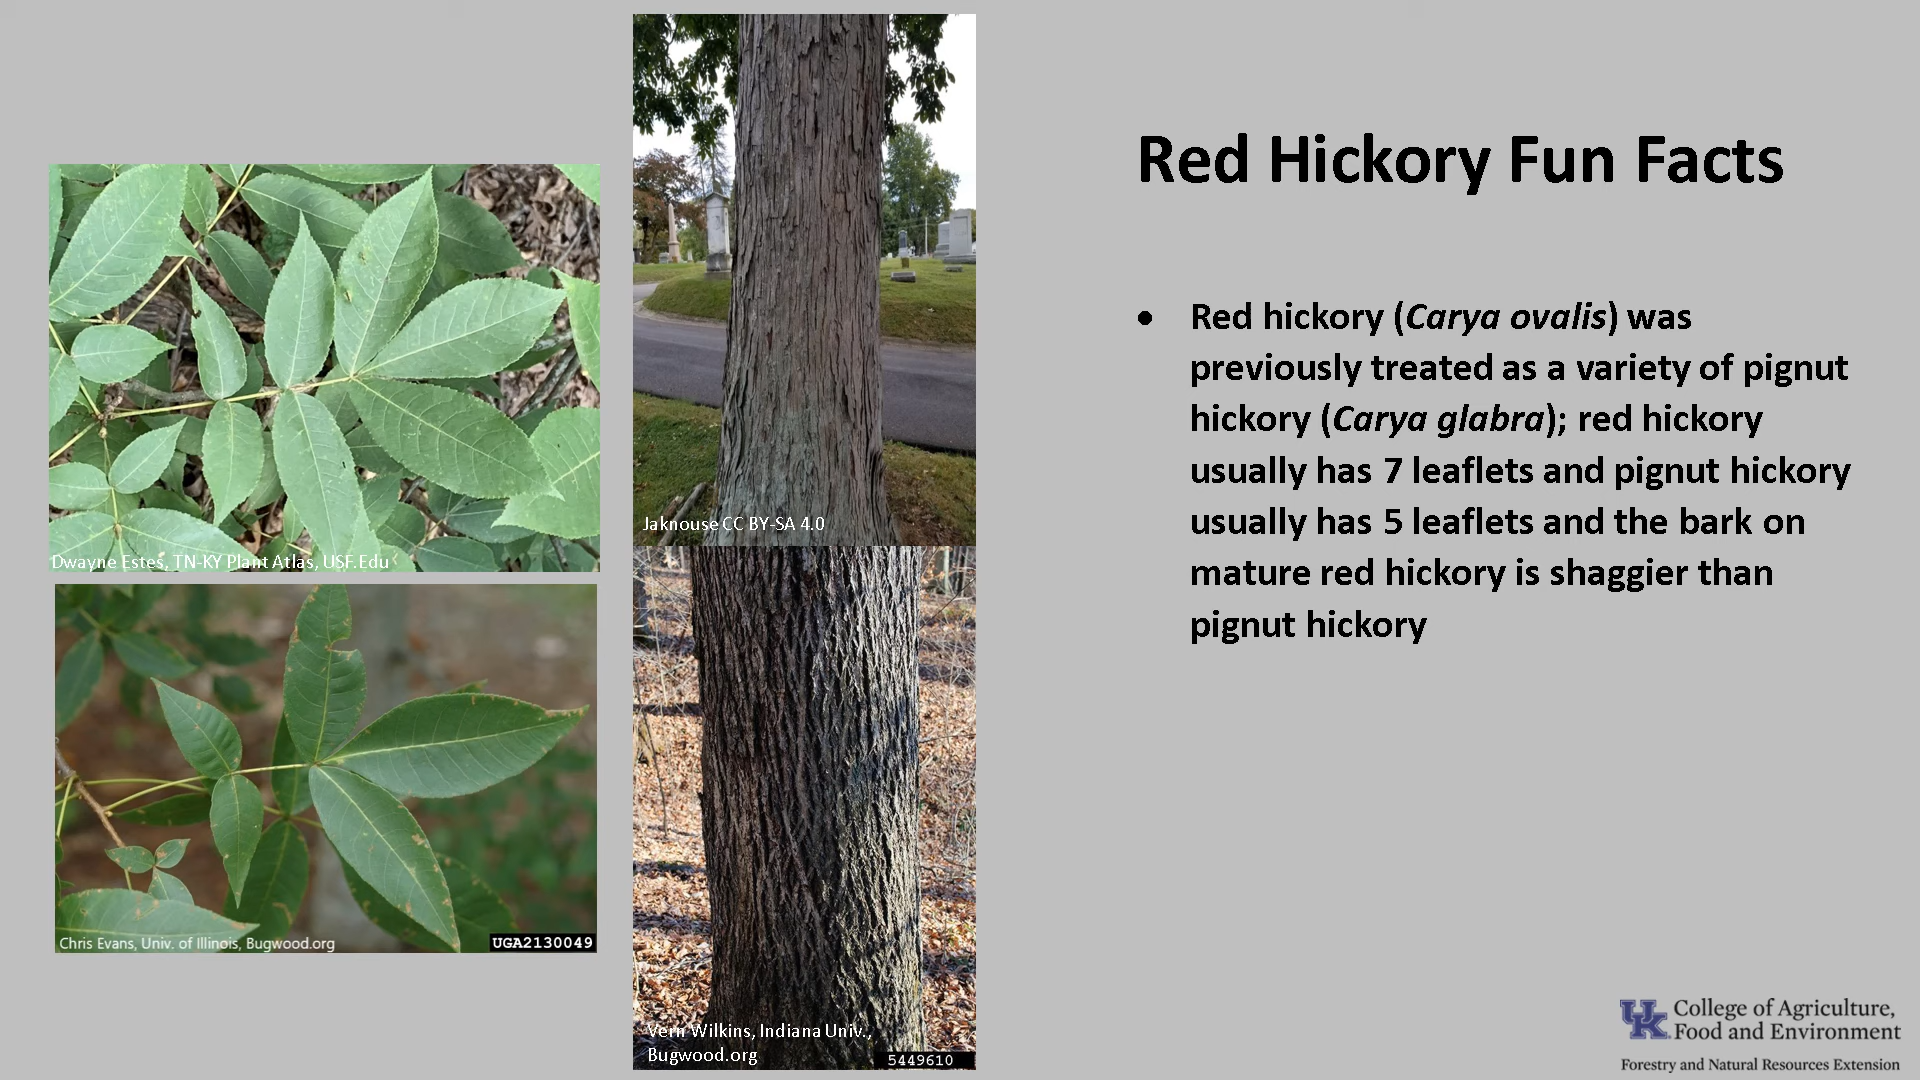 Red Hickory Fun Facts
• Red hickory (Carya ovalis) was
previously treated as a variety of pignut
hickory (Carya glabra); red hickory
usually has 7 leaflets and pignut hickory
usually has 5 leaflets and the bark on
mature red hickory is shaggier than
pignut hickory
Dwayne Estes, TN-KY Plant Atlas, USF.Edu
Jaknouse CC BY-SA 4.0
Chris Evans, Univ. of Illinois, Bugwood.org
UGA2130049
Vern Wilkins, Indiana Univ.,
Bugwood.org
5449610
UK College of Agriculture,
Food and Environment
Forestry and Natural Resources Extension